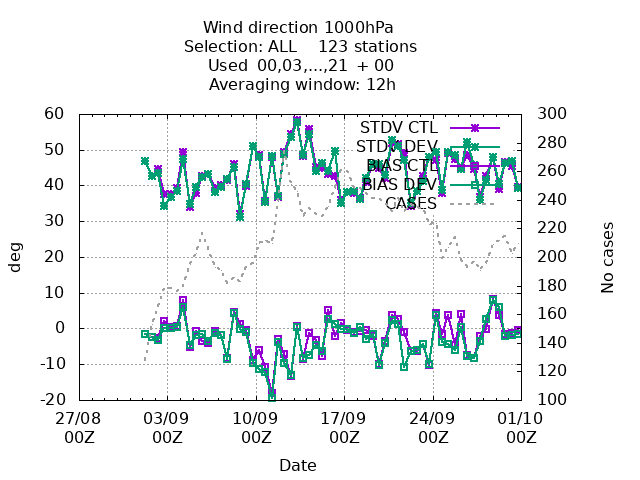 Wind direction 1000hPa
Selection: ALL 123 stations
Used 00,03,...,21 + 00
Averaging window: 12h
60
50
40
30
20
10
0
-10
-20
300
280
260
240
220
200
180
160
140
120
100
deg
No cases
STDV CTL
STDV DEV
BIAS CTL
BIAS DEV
CASES
27/08 03/09 10/09 17/09 24/09 01/10
00Z 00Z 00Z 00Z 00Z 00Z
Date